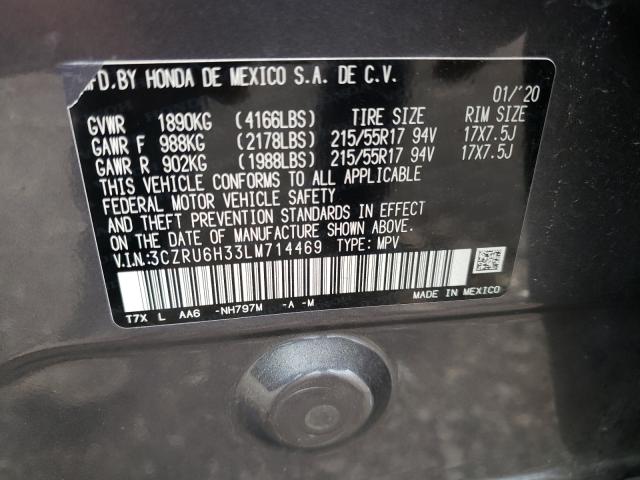 MFD.BY HONDA DE MEXICO S.A. DE C.V.
01/'20
GVWR 1890KG (4166LBS) TIRE SIZE RIM SIZE
GAWR F 988KG (2178LBS) 215/55R17 94V 17X7.5J
GAWR R 902KG (1988LBS) 215/55R17 94V 17X7.5J
THIS VEHICLE CONFORMS TO ALL APPLICABLE
FEDERAL MOTOR VEHICLE SAFETY
AND THEFT PREVENTION STANDARDS IN EFFECT
ON THE DATE OF MANUFACTURE SHOWN ABOVE.
V.I.N.:3CZRU6H33LM714469 TYPE: MPV
T7X L AA6 -NH797M -A -M
MADE IN MEXICO